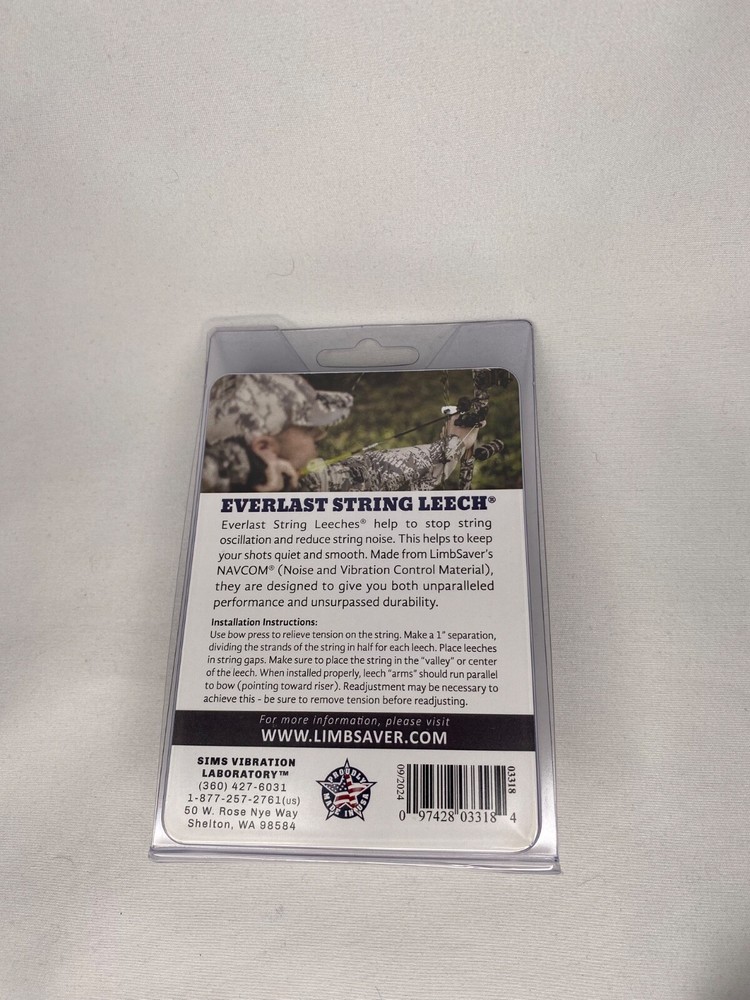 EVERLAST STRING LEECH®
Everlast String Leeches® help to stop string
oscillation and reduce string noise. This helps to keep
your shots quiet and smooth. Made from LimbSaver's
NAVCOM® (Noise and Vibration Control Material),
they are designed to give you both unparalleled
performance and unsurpassed durability.
Installation Instructions:
Use bow press to relieve tension on the string. Make a 1" separation,
dividing the strands of the string in half for each leech. Place leeches
in string gaps. Make sure to place the string in the "valley" or center
of the leech. When installed properly, leech "arms" should run parallel
to bow (pointing toward riser). Readjustment may be necessary to
achieve this - be sure to remove tension before readjusting.
For more information, please visit
WWW.LIMBSAVER.COM
SIMS VIBRATION
LABORATORY™
(360) 427-6031
1-877-257-2761(US)
50 W. Rose Nye Way
Shelton, WA 98584
PROUDLY
MADE IN USA
09/2024
03318
0 97428 03318 4